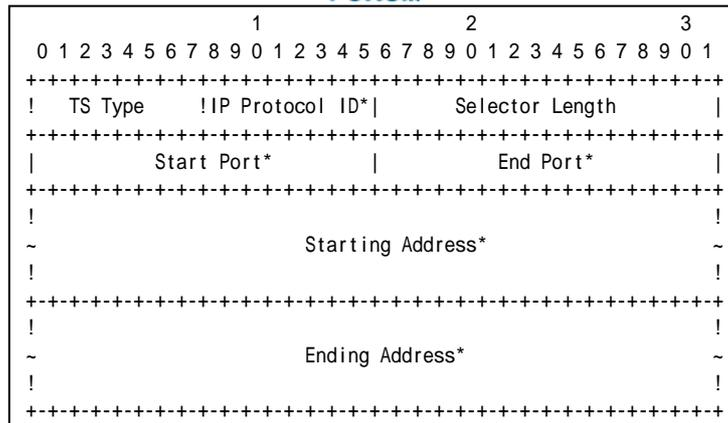 1 2 3
0 1 2 3 4 5 6 7 8 9 0 1 2 3 4 5 6 7 8 9 0 1 2 3 4 5 6 7 8 9 0 1
+-+-+-+-+-+-+-+-+-+-+-+-+-+-+-+-+-+-+-+-+-+-+-+-+-+-+-+-+-+-+-+-+
! TS Type !IP Protocol ID*| Selector Length |
+-+-+-+-+-+-+-+-+-+-+-+-+-+-+-+-+-+-+-+-+-+-+-+-+-+-+-+-+-+-+-+-+
| Start Port* | End Port* |
+-+-+-+-+-+-+-+-+-+-+-+-+-+-+-+-+-+-+-+-+-+-+-+-+-+-+-+-+-+-+-+-+
! !
~ Starting Address* ~
! !
+-+-+-+-+-+-+-+-+-+-+-+-+-+-+-+-+-+-+-+-+-+-+-+-+-+-+-+-+-+-+-+-+
! !
~ Ending Address* ~
! !
+-+-+-+-+-+-+-+-+-+-+-+-+-+-+-+-+-+-+-+-+-+-+-+-+-+-+-+-+-+-+-+-+